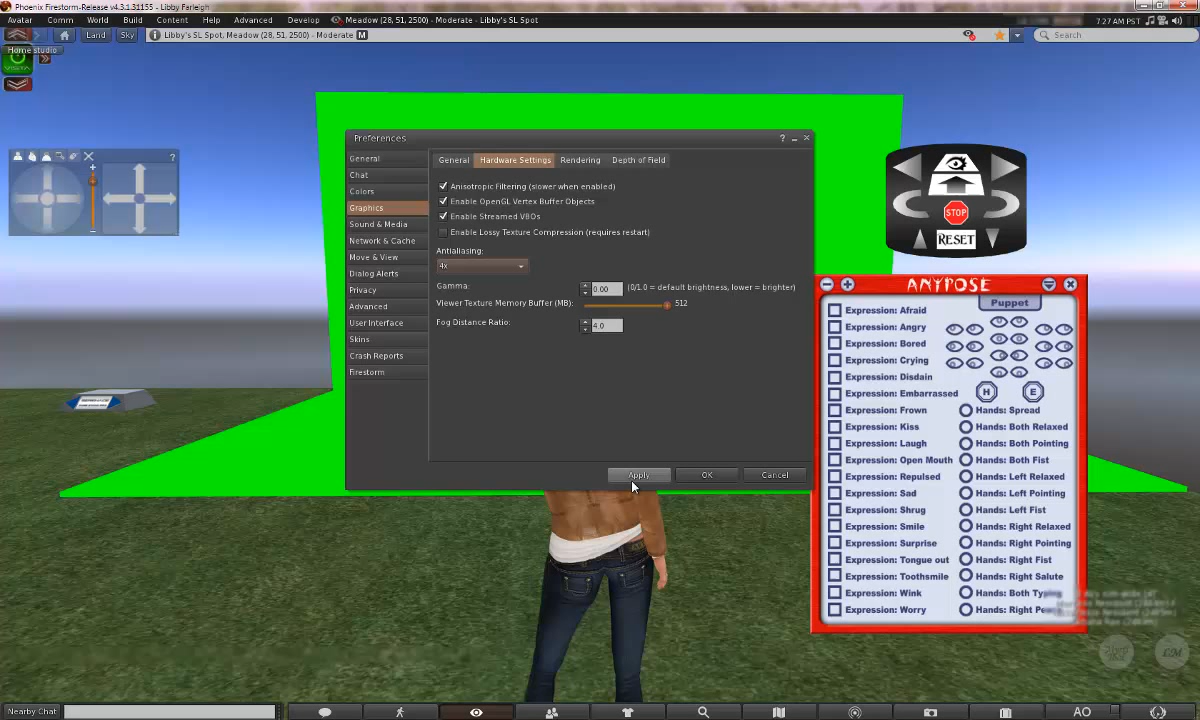 Phoenix Firestorm-Release v4.3.1.31155 - Libby Farleigh
Avatar Comm World Build Content Help Advanced Develop Meadow (28, 51, 2500) - Moderate - Libby's SL Spot 7:27 AM PST
Land Sky Libby's SL Spot, Meadow (28, 51, 2500) - Moderate M Search
Home studio
Preferences ?
General
Chat
Colors
Graphics
Sound & Media
Network & Cache
Move & View
Dialog Alerts
Privacy
Advanced
User Interface
Skins
Crash Reports
Firestorm
General Hardware Settings Rendering Depth of Field
Anisotropic Filtering (slower when enabled)
Enable OpenGL Vertex Buffer Objects
Enable Streamed VBOs
Enable Lossy Texture Compression (requires restart)
Antialiasing:
4x
Gamma: 0.00 (0/1.0 = default brightness, lower = brighter)
Viewer Texture Memory Buffer (MB): 512
Fog Distance Ratio: 4.0
Apply OK Cancel
?
STOP
RESET
ANYPOSE
Puppet
Expression: Afraid
Expression: Angry
Expression: Bored
Expression: Crying
Expression: Disdain
Expression: Embarrassed
H E
Expression: Frown Hands: Spread
Expression: Kiss Hands: Both Relaxed
Expression: Laugh Hands: Both Pointing
Expression: Open Mouth Hands: Both Fist
Expression: Repulsed Hands: Left Relaxed
Expression: Sad Hands: Left Pointing
Expression: Shrug Hands: Left Fist
Expression: Smile Hands: Right Relaxed
Expression: Surprise Hands: Right Pointing
Expression: Tongue out Hands: Right Fist
Expression: Toothsmile Hands: Right Salute
Expression: Wink Hands: Both Typing
Expression: Worry Hands: Right
Nearby Chat AO